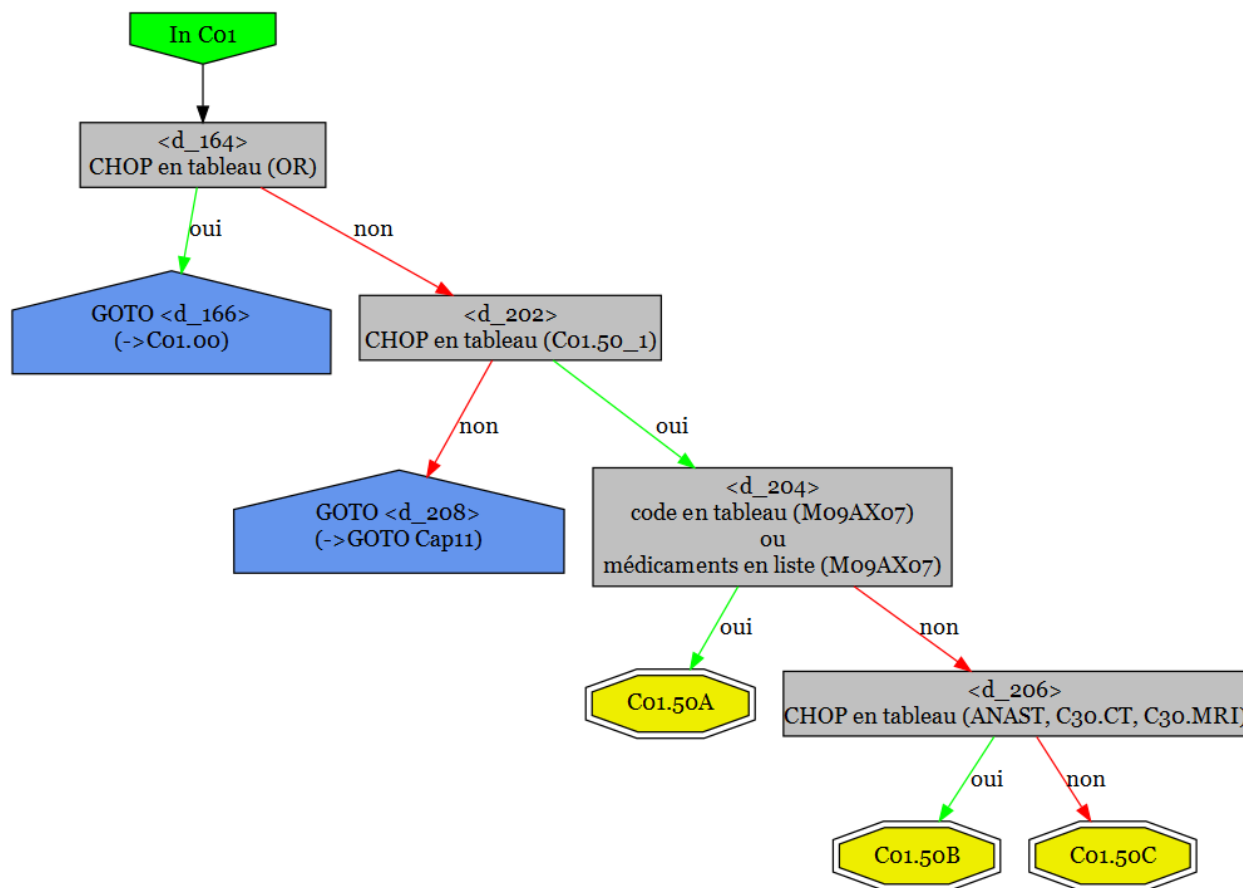 In C01
<d_164>
CHOP en tableau (OR)
oui
non
GOTO <d_166>
(->C01.00)
<d_202>
CHOP en tableau (C01.50_1)
non
oui
GOTO <d_208>
(->GOTO Cap11)
<d_204>
code en tableau (M09AX07)
ou
médicaments en liste (M09AX07)
oui
non
C01.50A
<d_206>
CHOP en tableau (ANAST, C30.CT, C30.MRI)
oui
non
C01.50B
C01.50C